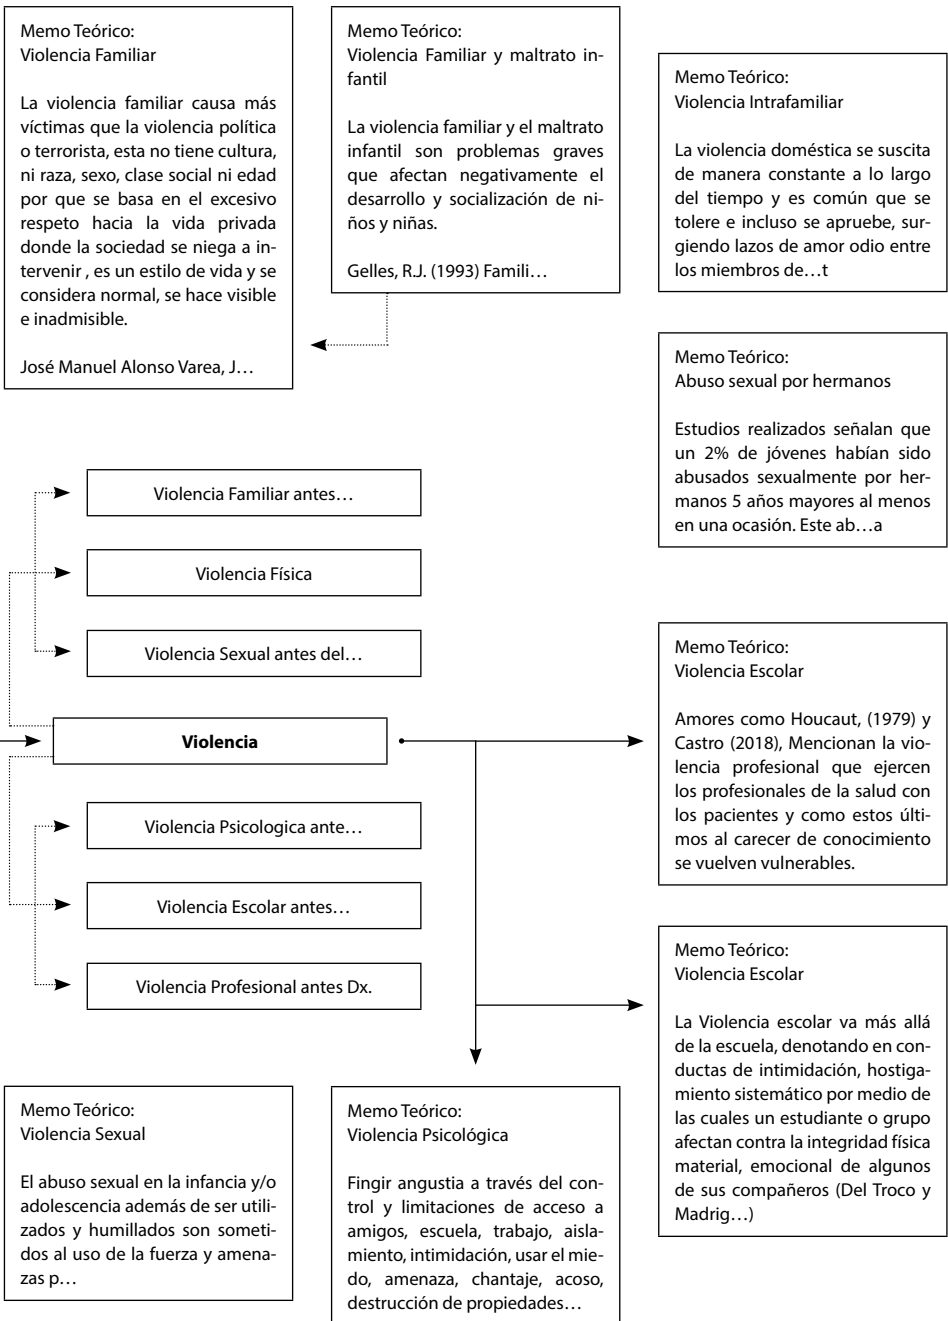 Memo Teórico:
Violencia Familiar
La violencia familiar causa más
víctimas que la violencia política
o terrorista, esta no tiene cultura,
ni raza, sexo, clase social ni edad
por que se basa en el excesivo
respeto hacia la vida privada
donde la sociedad se niega a in-
tervenir , es un estilo de vida y se
considera normal, se hace visible
e inadmisible.
José Manuel Alonso Varea, J…
Memo Teórico:
Violencia Familiar y maltrato in-
fantil
La violencia familiar y el maltrato
infantil son problemas graves
que afectan negativamente el
desarrollo y socialización de ni-
ños y niñas.
Gelles, R.J. (1993) Famili…
Memo Teórico:
Violencia Intrafamiliar
La violencia doméstica se suscita
de manera constante a lo largo
del tiempo y es común que se
tolere e incluso se apruebe, sur-
giendo lazos de amor odio entre
los miembros de…t
Memo Teórico:
Abuso sexual por hermanos
Estudios realizados señalan que
un 2% de jóvenes habían sido
abusados sexualmente por her-
manos 5 años mayores al menos
en una ocasión. Este ab…a
Violencia Familiar antes…
Violencia Física
Violencia Sexual antes del…
Violencia
Violencia Psicologica ante…
Violencia Escolar antes…
Violencia Profesional antes Dx.
Memo Teórico:
Violencia Escolar
Amores como Houcaut, (1979) y
Castro (2018), Mencionan la vio-
lencia profesional que ejercen
los profesionales de la salud con
los pacientes y como estos últi-
mos al carecer de conocimiento
se vuelven vulnerables.
Memo Teórico:
Violencia Escolar
La Violencia escolar va más allá
de la escuela, denotando en con-
ductas de intimidación, hostiga-
miento sistemático por medio de
las cuales un estudiante o grupo
afectan contra la integridad física
material, emocional de algunos
de sus compañeros (Del Troco y
Madrig…)
Memo Teórico:
Violencia Sexual
El abuso sexual en la infancia y/o
adolescencia además de ser utili-
zados y humillados son someti-
dos al uso de la fuerza y amena-
zas p…
Memo Teórico:
Violencia Psicológica
Fingir angustia a través del con-
trol y limitaciones de acceso a
amigos, escuela, trabajo, aisla-
miento, intimidación, usar el mie-
do, amenaza, chantaje, acoso,
destrucción de propiedades…